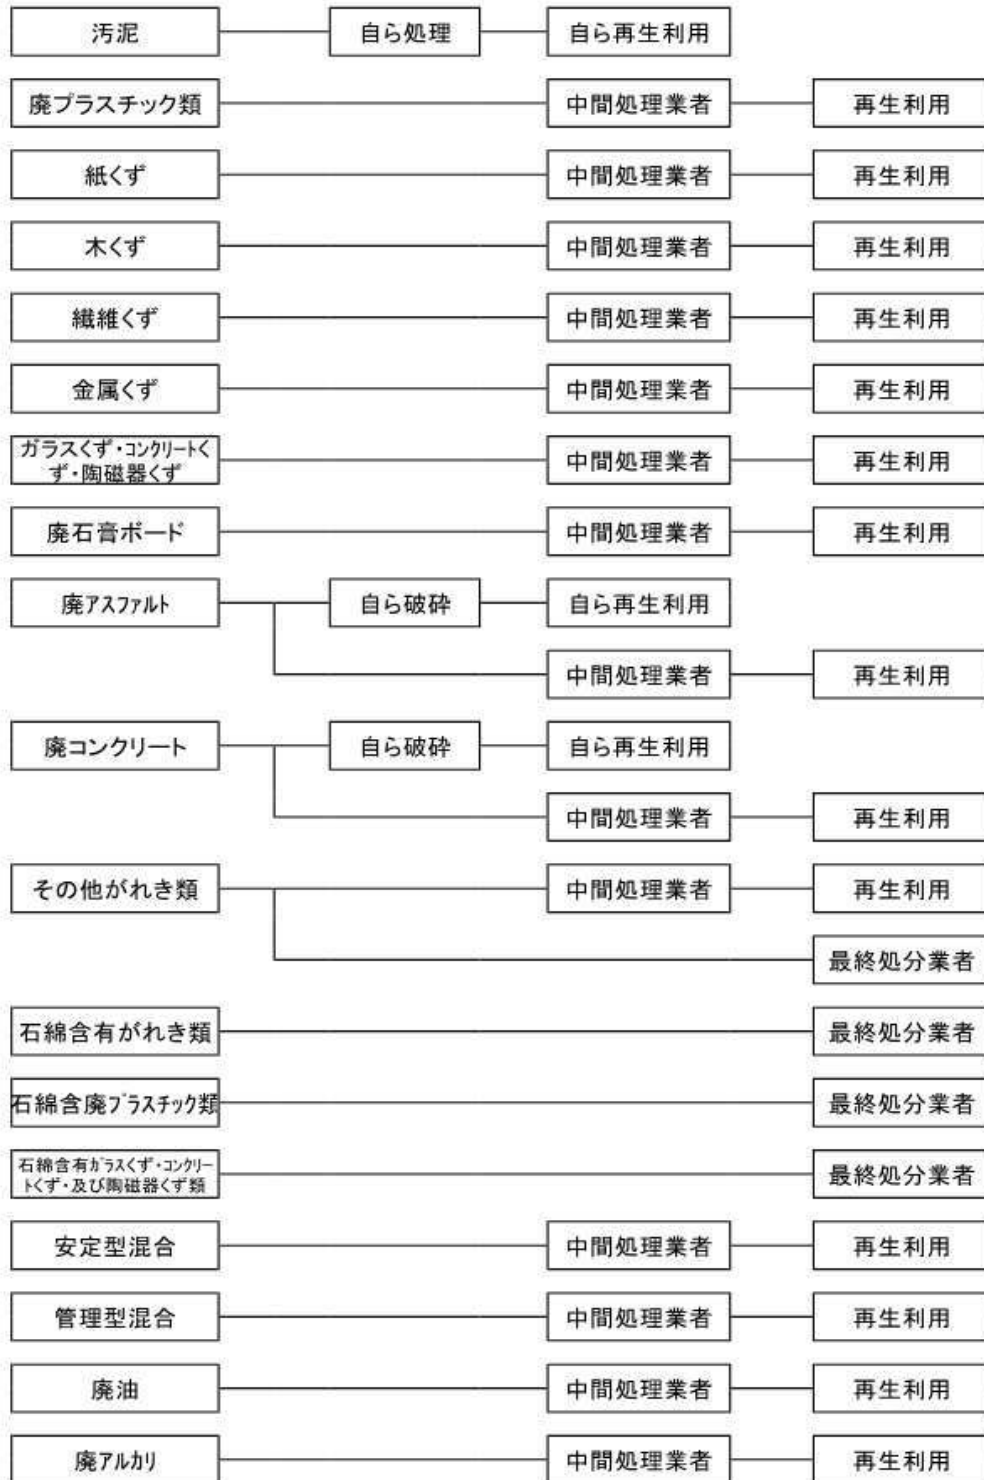 汚泥 自ら処理 自ら再生利用
廃プラスチック類 中間処理業者 再生利用
紙くず 中間処理業者 再生利用
木くず 中間処理業者 再生利用
繊維くず 中間処理業者 再生利用
金属くず 中間処理業者 再生利用
ガラスくず・コンクリートく
ず・陶磁器くず 中間処理業者 再生利用
廃石膏ボード 中間処理業者 再生利用
廃アスファルト 自ら破砕 自ら再生利用
中間処理業者 再生利用
廃コンクリート 自ら破砕 自ら再生利用
中間処理業者 再生利用
その他がれき類 中間処理業者 再生利用
最終処分業者
石綿含有がれき類 最終処分業者
石綿含廃プラスチック類 最終処分業者
石綿含有ガラスくず・コンクリー
トくず・及び陶磁器くず類 最終処分業者
安定型混合 中間処理業者 再生利用
管理型混合 中間処理業者 再生利用
廃油 中間処理業者 再生利用
廃アルカリ 中間処理業者 再生利用